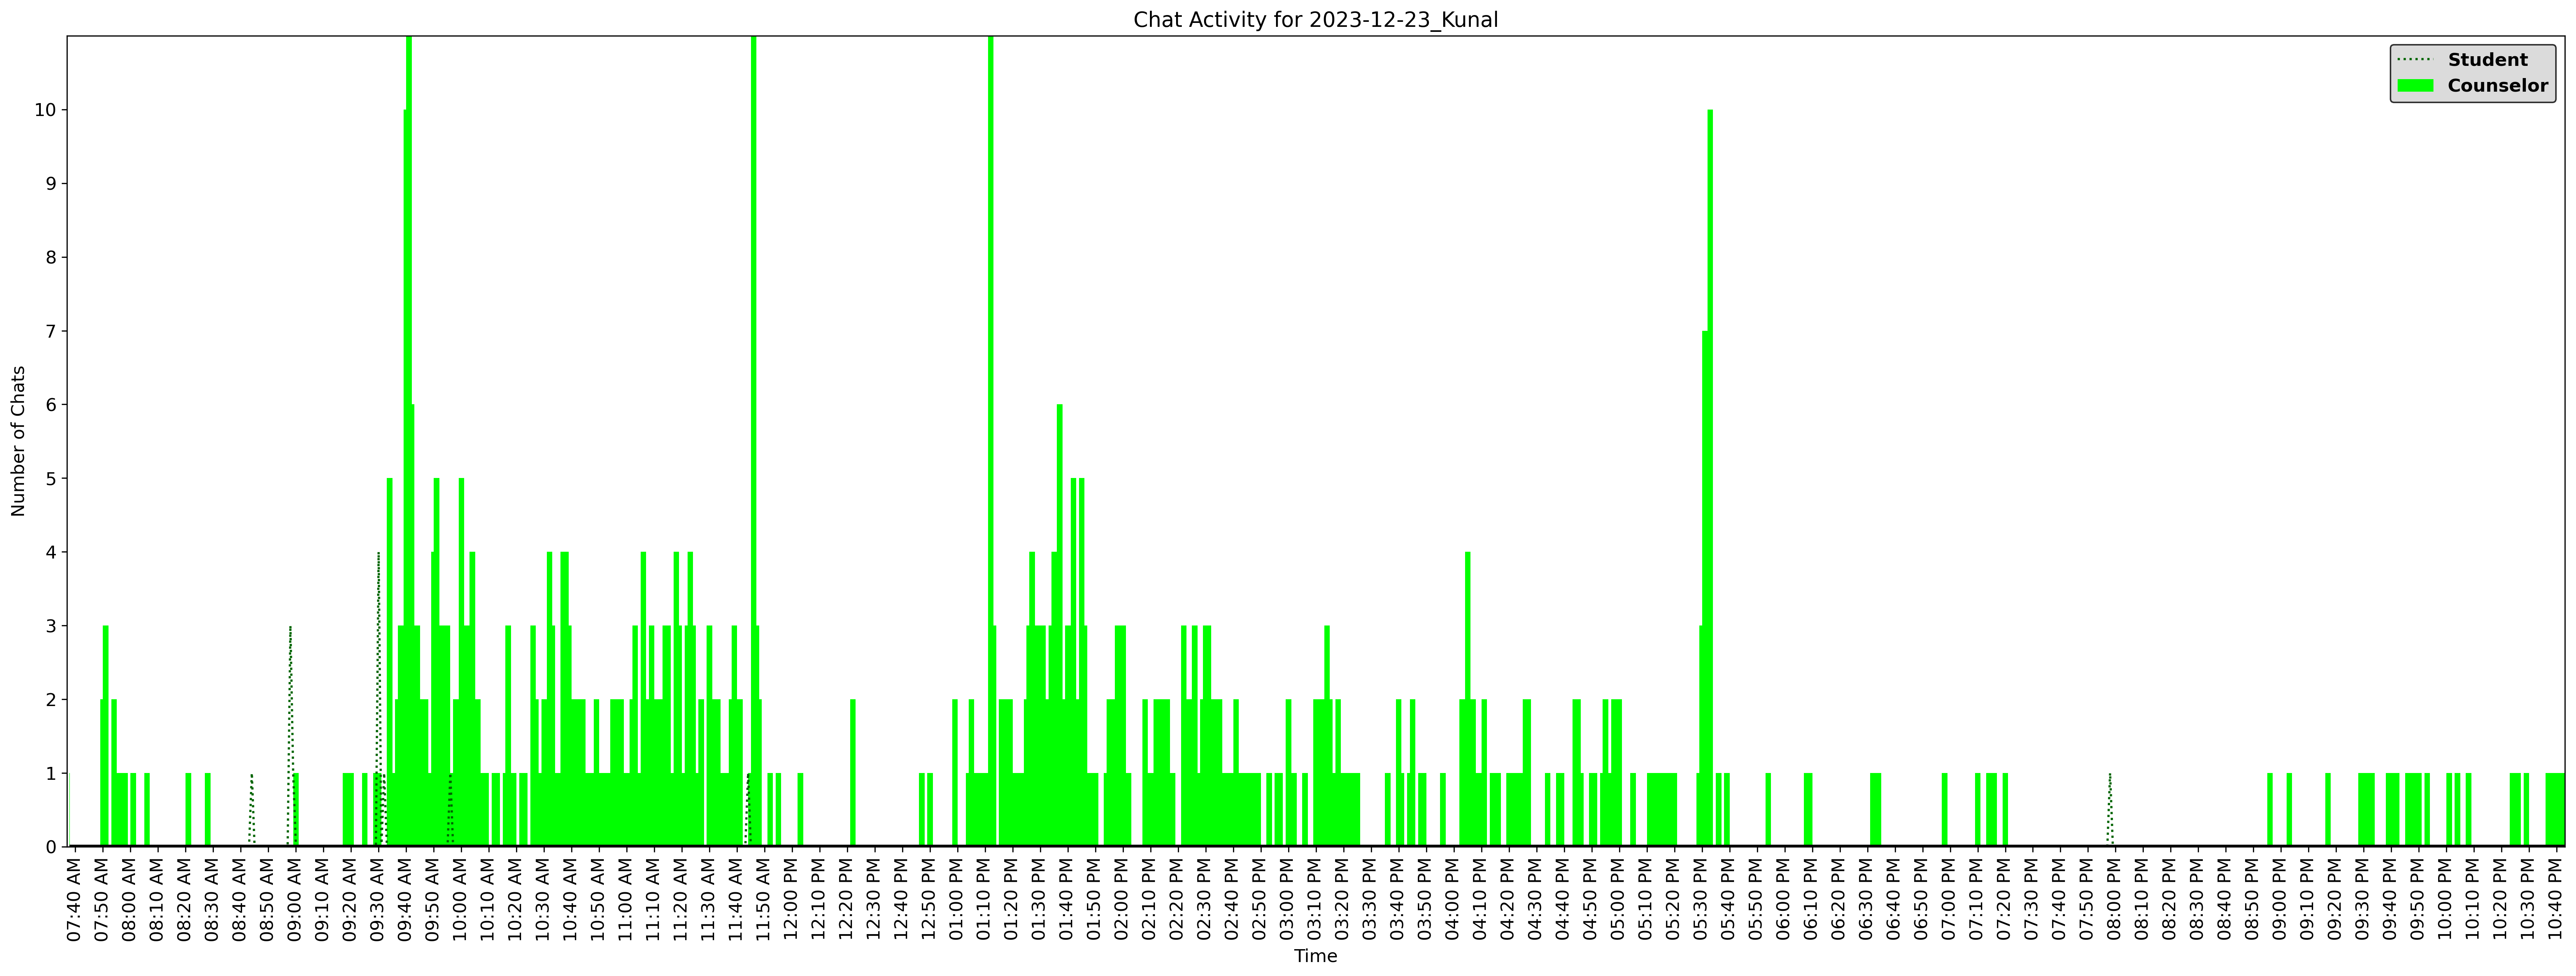 Chat Activity for 2023-12-23_Kunal
Student
Counselor
Number of Chats
10
9
8
7
6
5
4
3
2
1
0
07:40 AM
07:50 AM
08:00 AM
08:10 AM
08:20 AM
08:30 AM
08:40 AM
08:50 AM
09:00 AM
09:10 AM
09:20 AM
09:30 AM
09:40 AM
09:50 AM
10:00 AM
10:10 AM
10:20 AM
10:30 AM
10:40 AM
10:50 AM
11:00 AM
11:10 AM
11:20 AM
11:30 AM
11:40 AM
11:50 AM
12:00 PM
12:10 PM
12:20 PM
12:30 PM
12:40 PM
12:50 PM
01:00 PM
01:10 PM
01:20 PM
01:30 PM
01:40 PM
01:50 PM
02:00 PM
02:10 PM
02:20 PM
02:30 PM
02:40 PM
02:50 PM
03:00 PM
03:10 PM
03:20 PM
03:30 PM
03:40 PM
03:50 PM
04:00 PM
04:10 PM
04:20 PM
04:30 PM
04:40 PM
04:50 PM
05:00 PM
05:10 PM
05:20 PM
05:30 PM
05:40 PM
05:50 PM
06:00 PM
06:10 PM
06:20 PM
06:30 PM
06:40 PM
06:50 PM
07:00 PM
07:10 PM
07:20 PM
07:30 PM
07:40 PM
07:50 PM
08:00 PM
08:10 PM
08:20 PM
08:30 PM
08:40 PM
08:50 PM
09:00 PM
09:10 PM
09:20 PM
09:30 PM
09:40 PM
09:50 PM
10:00 PM
10:10 PM
10:20 PM
10:30 PM
10:40 PM
Time